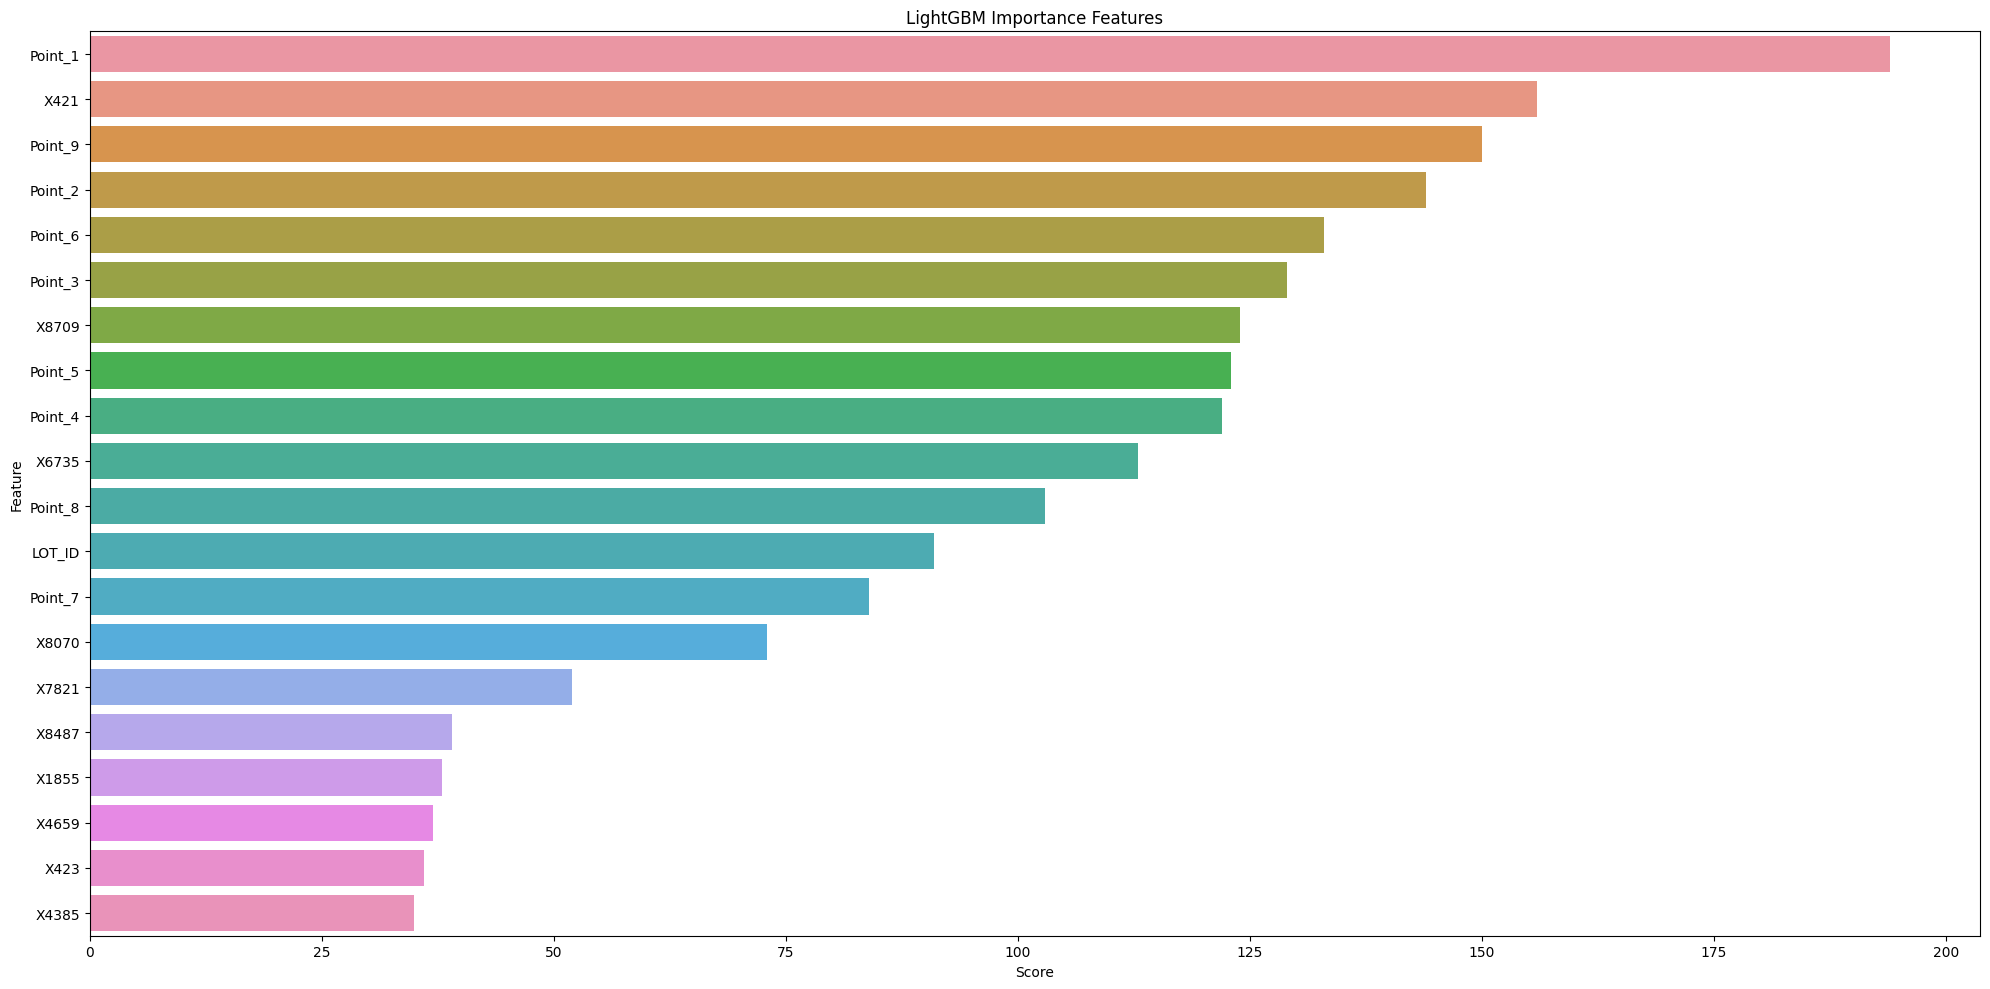 LightGBM Importance Features
Point_1
X421
Point_9
Point_2
Point_6
Point_3
X8709
Point_5
Point_4
X6735
Point_8
LOT_ID
Point_7
X8070
X7821
X8487
X1855
X4659
X423
X4385
Feature
0 25 50 75 100 125 150 175 200
Score